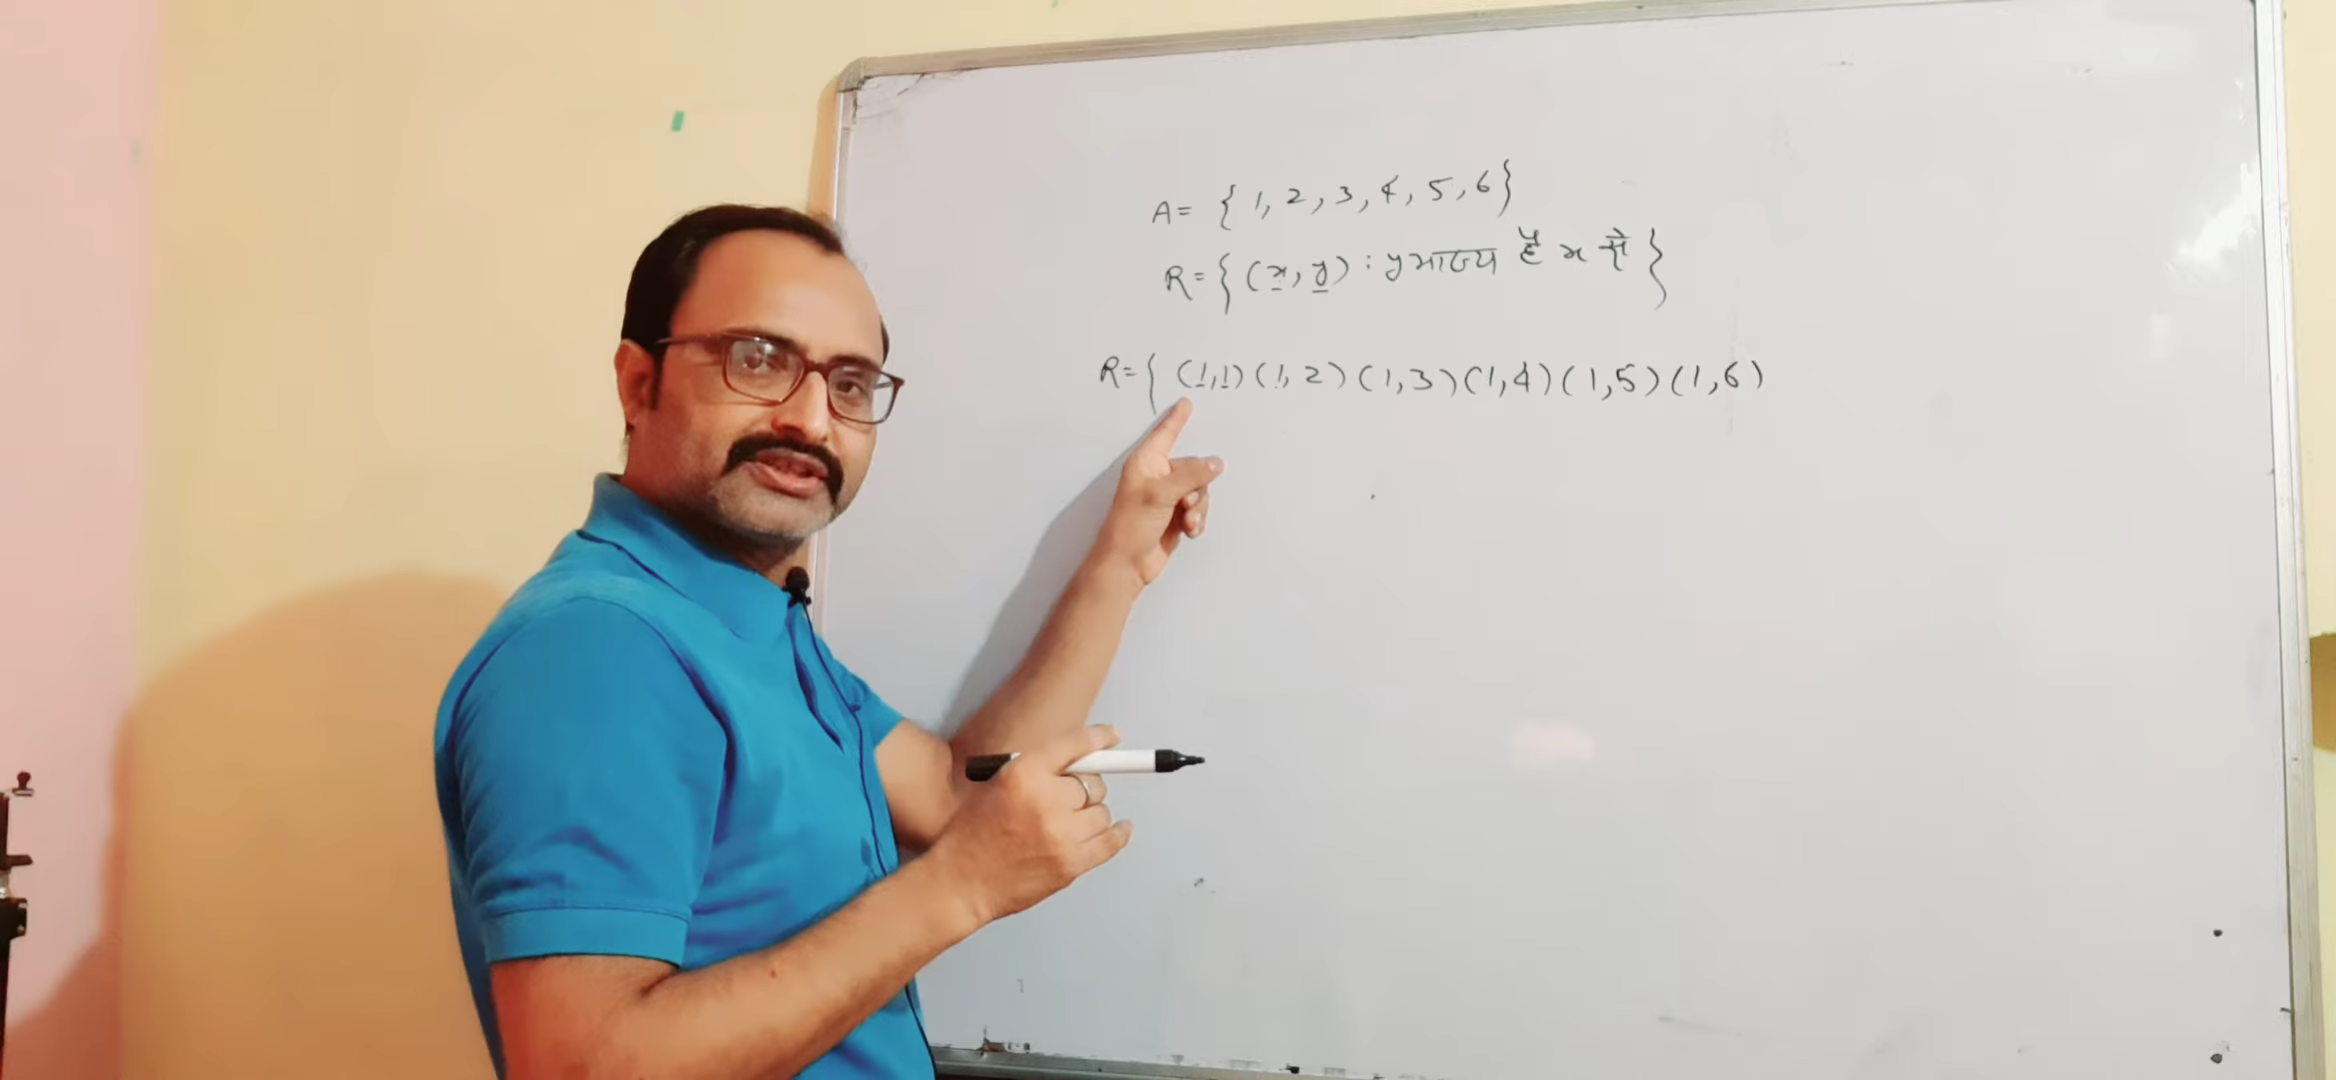 A = { 1, 2, 3, 4, 5, 6}
R = { (x, y) : y भाज्य है x से }
R = { (1,1) (1, 2) (1, 3) (1, 4) (1, 5) (1, 6)